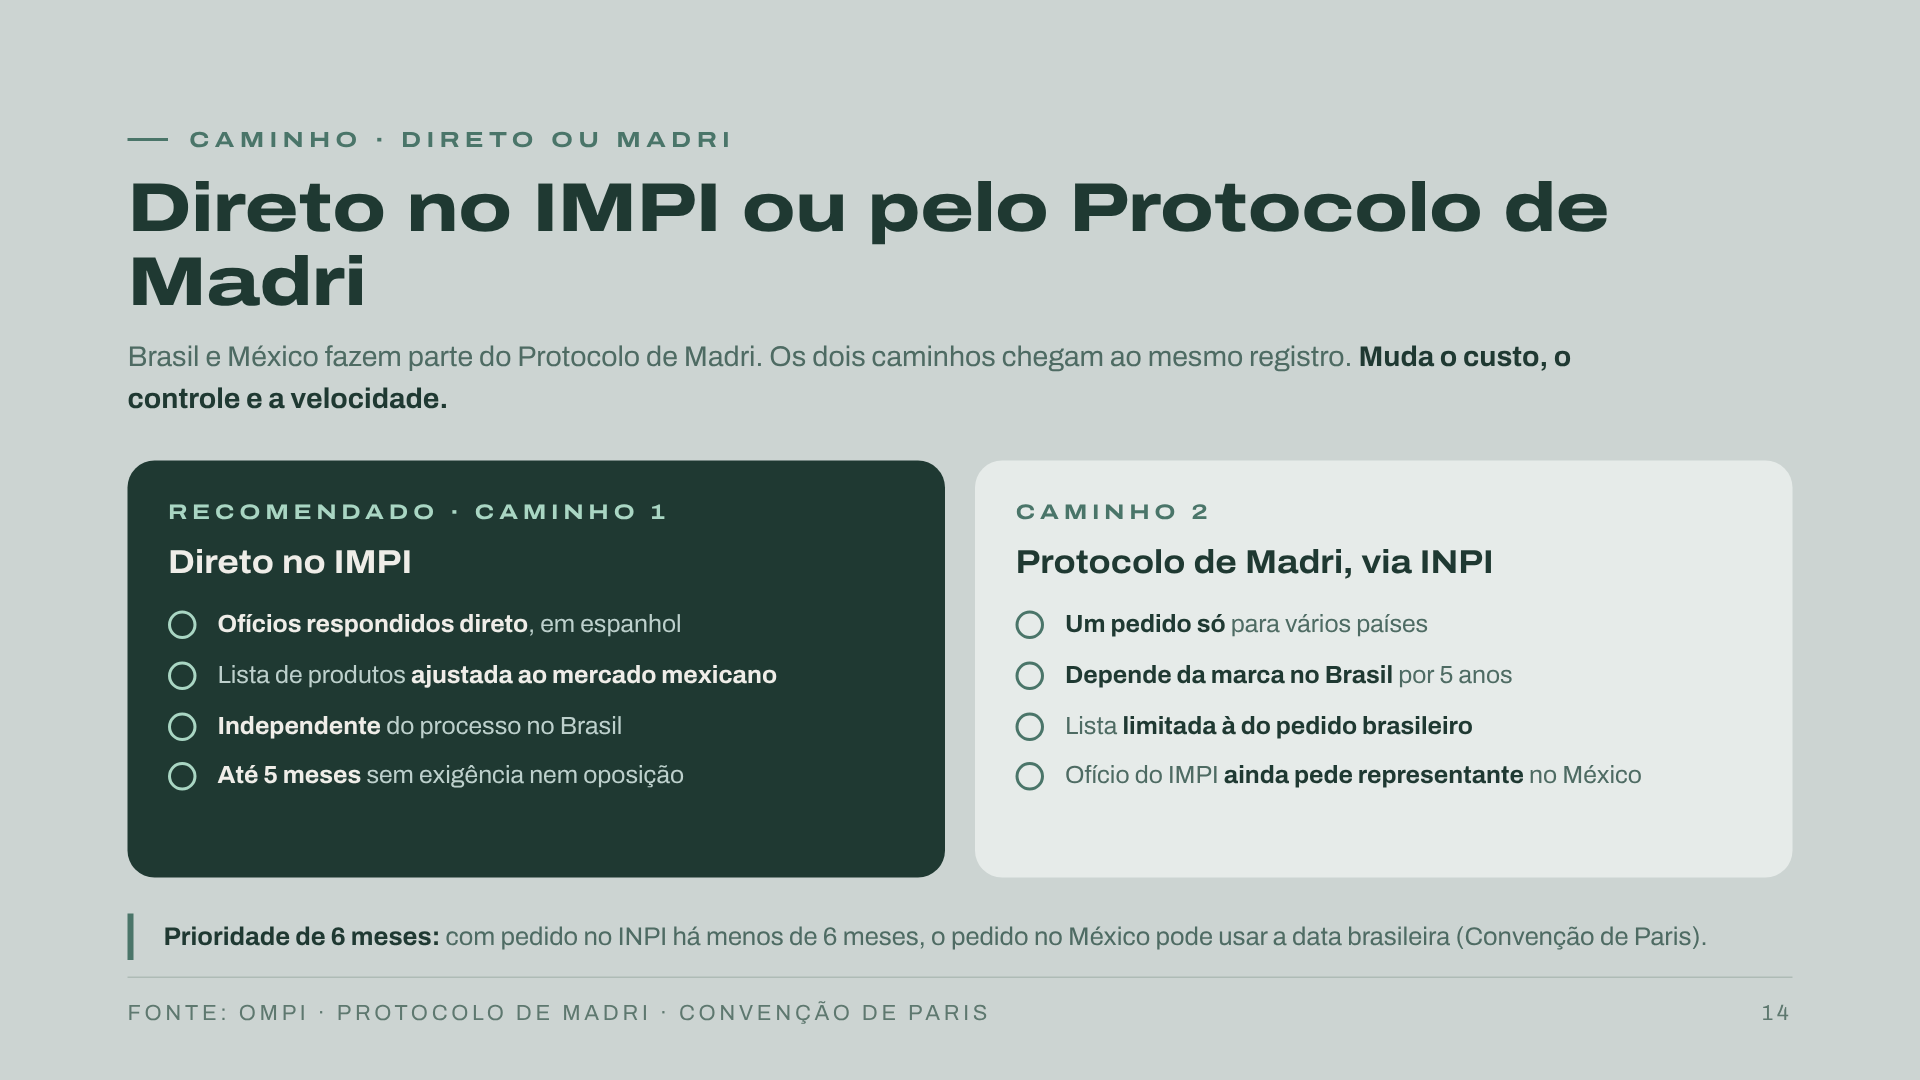 CAMINHO · DIRETO OU MADRI
Direto no IMPI ou pelo Protocolo de
Madri
Brasil e México fazem parte do Protocolo de Madri. Os dois caminhos chegam ao mesmo registro. Muda o custo, o
controle e a velocidade.
RECOMENDADO · CAMINHO 1
Direto no IMPI
Ofícios respondidos direto, em espanhol
Lista de produtos ajustada ao mercado mexicano
Independente do processo no Brasil
Até 5 meses sem exigência nem oposição
CAMINHO 2
Protocolo de Madri, via INPI
Um pedido só para vários países
Depende da marca no Brasil por 5 anos
Lista limitada à do pedido brasileiro
Ofício do IMPI ainda pede representante no México
Prioridade de 6 meses: com pedido no INPI há menos de 6 meses, o pedido no México pode usar a data brasileira (Convenção de Paris).
FONTE: OMPI · PROTOCOLO DE MADRI · CONVENÇÃO DE PARIS
14